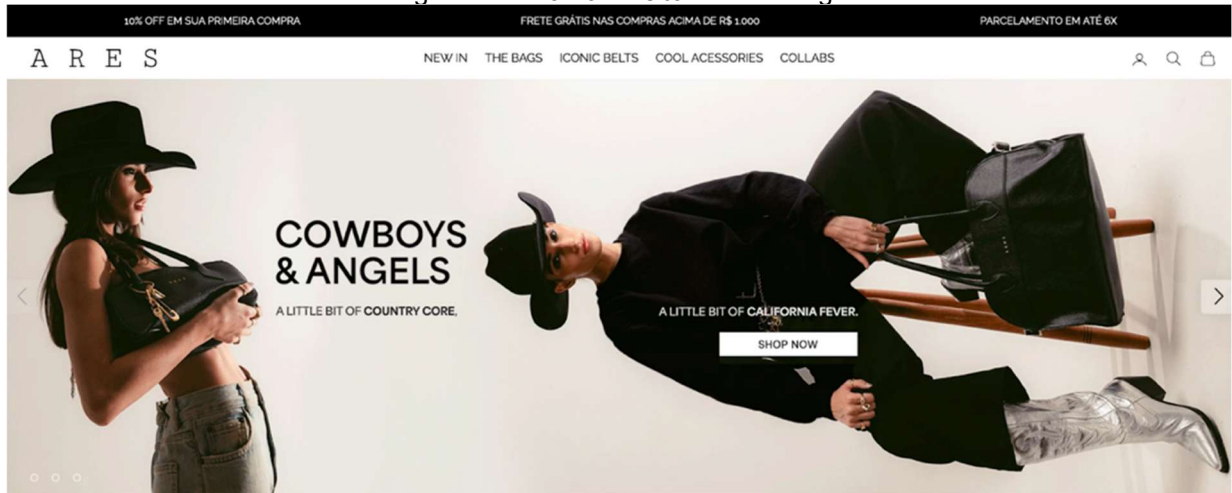 10% OFF EM SUA PRIMEIRA COMPRA
FRETE GRÁTIS NAS COMPRAS ACIMA DE R$ 1.000
PARCELAMENTO EM ATÉ 6X
ARES
NEW IN THE BAGS ICONIC BELTS COOL ACESSORIES COLLABS
COWBOYS
& ANGELS
A LITTLE BIT OF COUNTRY CORE,
A LITTLE BIT OF CALIFORNIA FEVER.
SHOP NOW